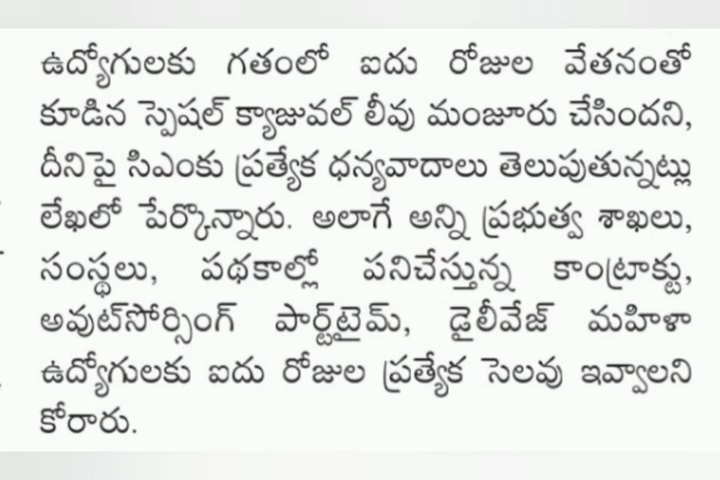 ఉద్యోగులకు గతంలో ఐదు రోజుల వేతనంతో
కూడిన స్పెషల్ క్యాజువల్ లీవు మంజూరు చేసిందని,
దీనిపై సిఎంకు ప్రత్యేక ధన్యవాదాలు తెలుపుతున్నట్లు
లేఖలో పేర్కొన్నారు. అలాగే అన్ని ప్రభుత్వ శాఖలు,
సంస్థలు, పథకాల్లో పనిచేస్తున్న కాంట్రాక్టు,
అవుట్‌సోర్సింగ్ పార్ట్‌టైమ్, డైలీవేజ్ మహిళా
ఉద్యోగులకు ఐదు రోజుల ప్రత్యేక సెలవు ఇవ్వాలని
కోరారు.